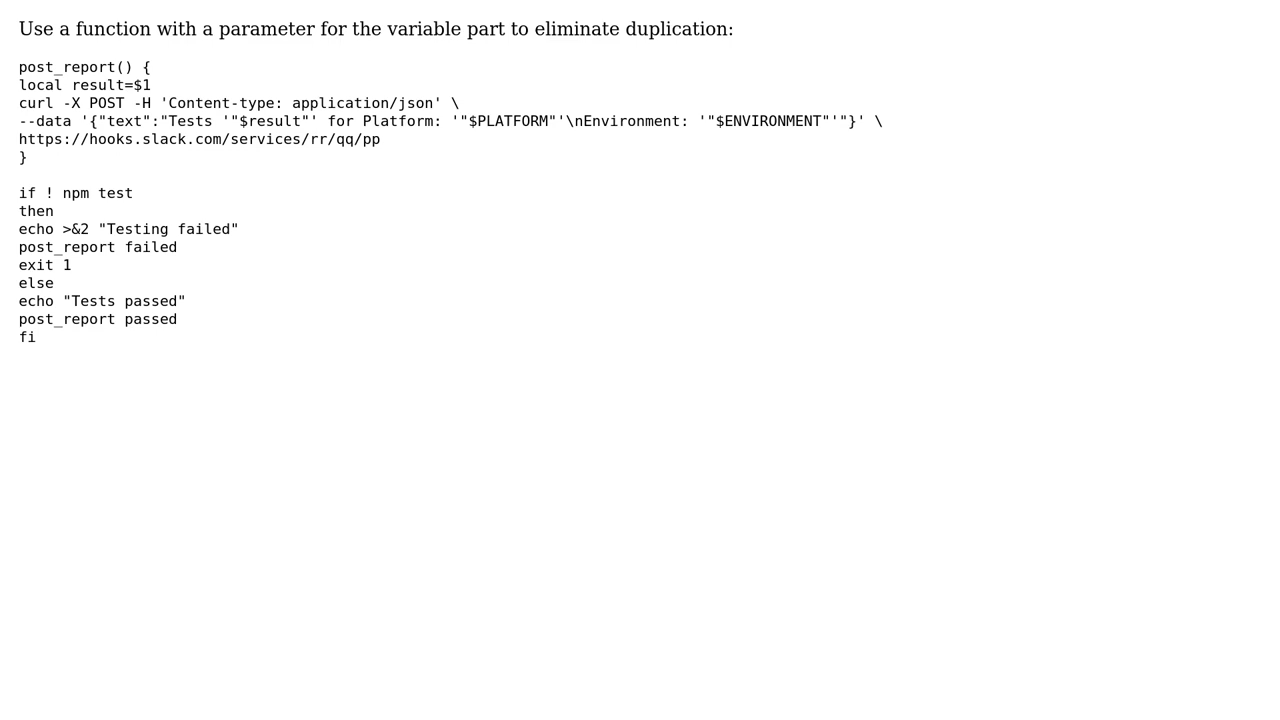 Use a function with a parameter for the variable part to eliminate duplication:
post_report() {
local result=$1
curl -X POST -H 'Content-type: application/json' \
--data '{"text":"Tests '"$result"' for Platform: '"$PLATFORM"'\nEnvironment: '"$ENVIRONMENT"'"}' \
https://hooks.slack.com/services/rr/qq/pp
}
if ! npm test
then
echo >&2 "Testing failed"
post_report failed
exit 1
else
echo "Tests passed"
post_report passed
fi